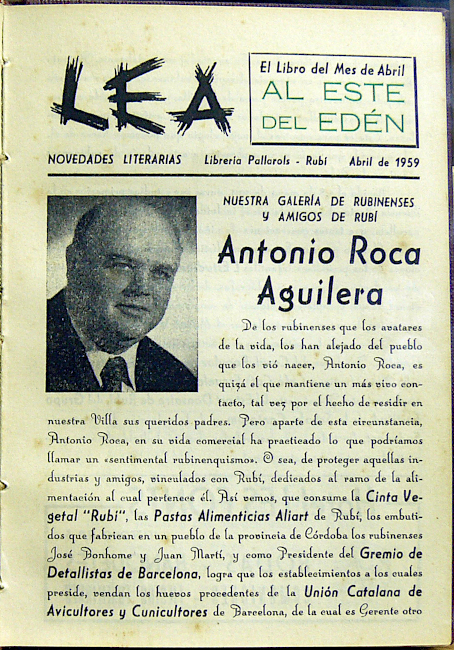 LEA
El Libro del Mes de Abril
AL ESTE
DEL EDÉN
NOVEDADES LITERARIAS Libreria Pallarols - Rubí Abril de 1959
NUESTRA GALERÍA DE RUBINENSES
Y AMIGOS DE RUBÍ
Antonio Roca
Aguilera
De los rubinenses que los avatares
de la vida, los han alejado del pueblo
que los vió nacer, Antonio Roca, es
quizá el que mantiene un más vivo con-
tacto, tal vez por el hecho de residir en
nuestra Villa sus queridos padres. Pero aparte de esta circunstancia,
Antonio Roca, en su vida comercial ha practicado lo que podríamos
llamar un «sentimental rubinenquismo». O sea, de proteger aquellas in-
dustrias y amigos, vinculados con Rubí, dedicados al ramo de la ali-
mentación al cual pertenece él. Así vemos, que consume la Cinta Ve-
getal "Rubí", las Pastas Alimenticias Aliart de Rubí, los embuti-
dos que fabrican en un pueblo de la provincia de Córdoba los rubinenses
José Bonhome y Juan Martí, y como Presidente del Gremio de
Detallistas de Barcelona, logra que los establecimientos a los cuales
preside, vendan los huevos procedentes de la Unión Catalana de
Avicultores y Cunicultores de Barcelona, de la cual es Gerente otro